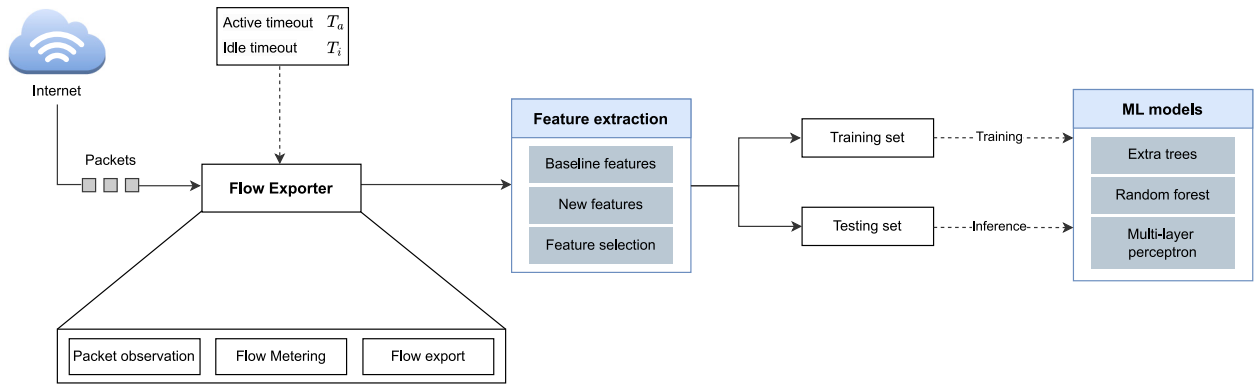 Active timeout Tₐ
Idle timeout Tᵢ
Internet
Packets
Flow Exporter
Packet observation
Flow Metering
Flow export
Feature extraction
Baseline features
New features
Feature selection
Training set
Testing set
Training
Inference
ML models
Extra trees
Random forest
Multi-layer
perceptron